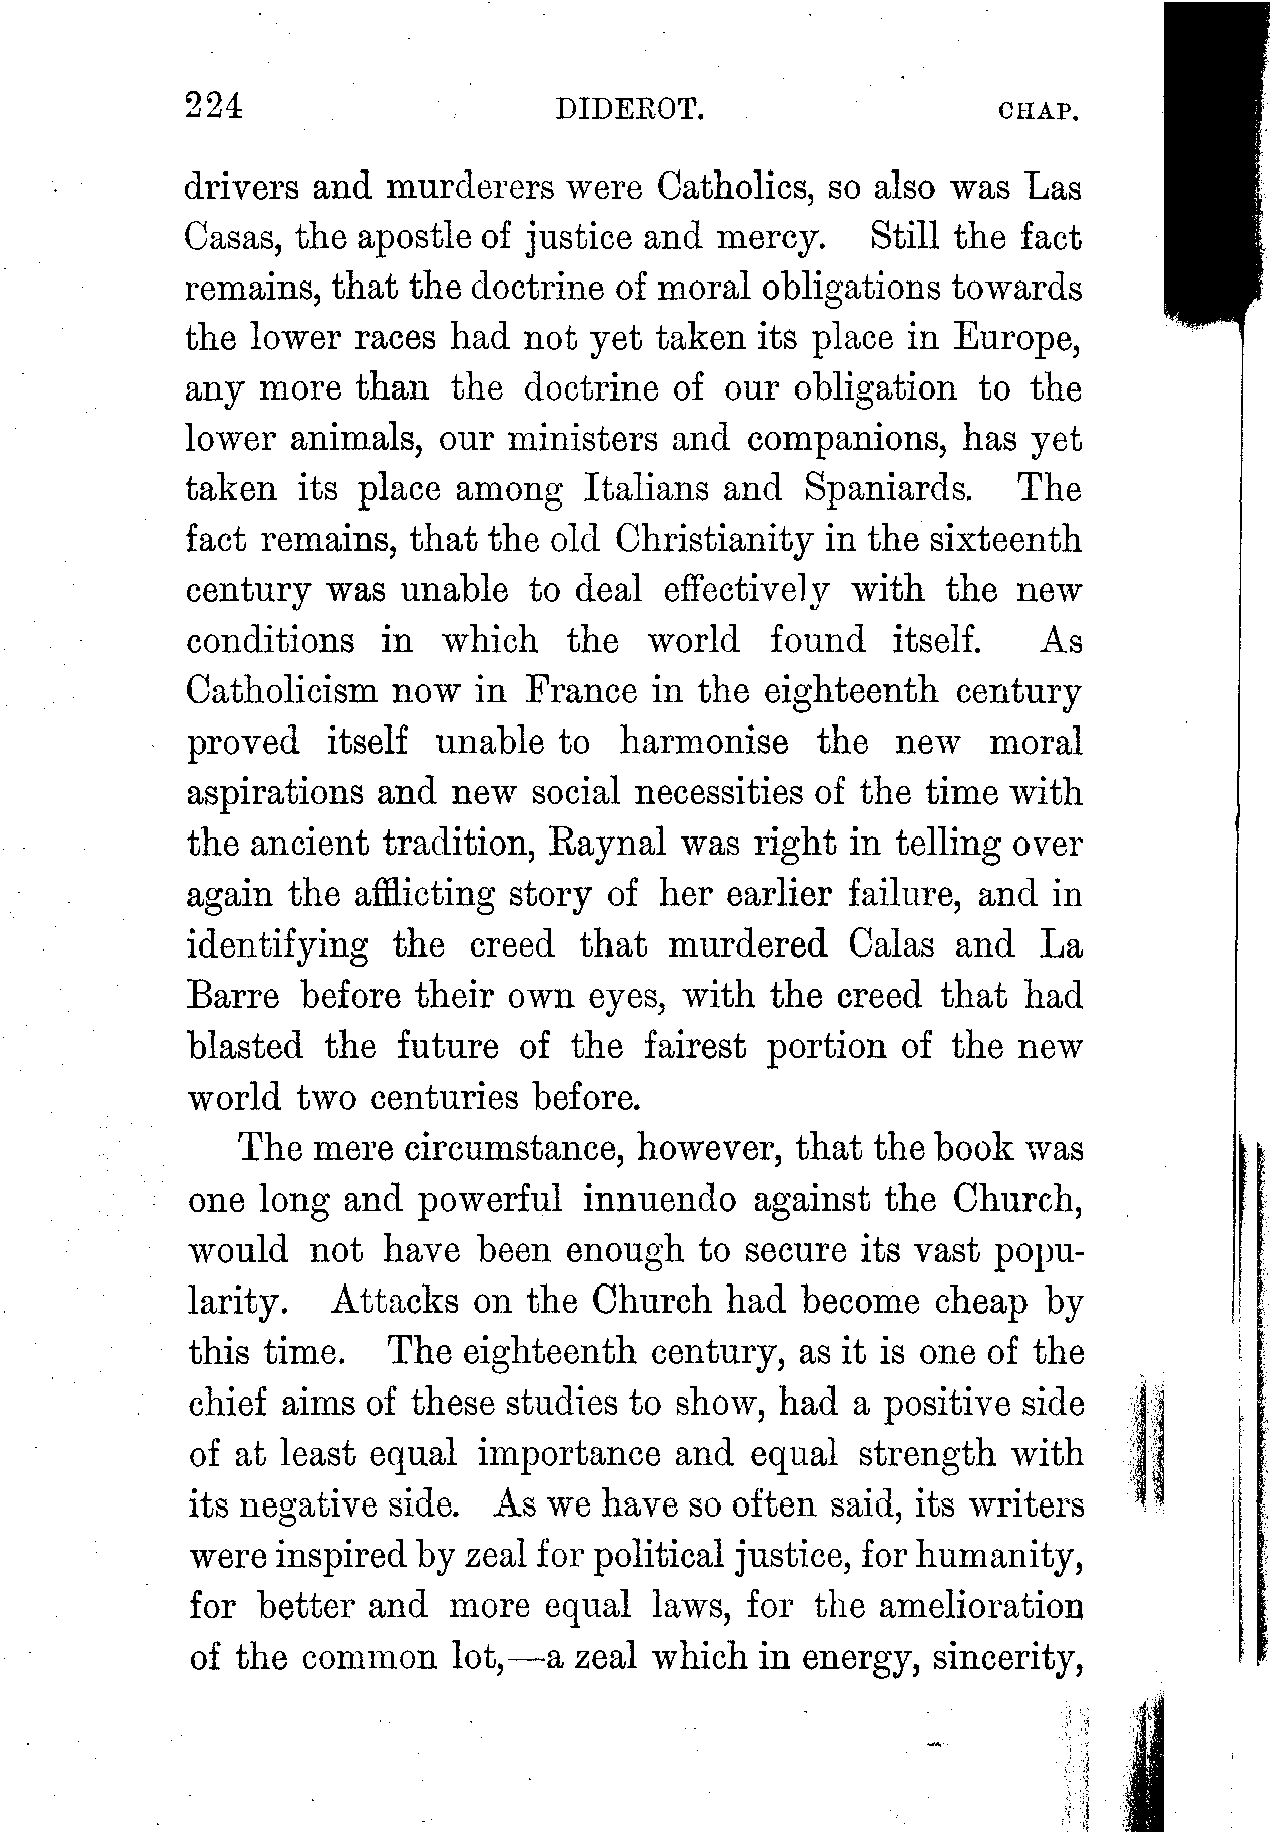 224 DIDEROT. CHAP.
drivers and murderers were Catholics, so also was Las
Casas, the apostle of justice and mercy. Still the fact
remains, that the doctrine of moral obligations towards
the lower races had not yet taken its place in Europe,
any more than the doctrine of our obligation to the
lower animals, our ministers and companions, has yet
taken its place among Italians and Spaniards. The
fact remains, that the old Christianity in the sixteenth
century was unable to deal effectively with the new
conditions in which the world found itself. As
Catholicism now in France in the eighteenth century
proved itself unable to harmonise the new moral
aspirations and new social necessities of the time with
the ancient tradition, Raynal was right in telling over
again the afflicting story of her earlier failure, and in
identifying the creed that murdered Calas and La
Barre before their own eyes, with the creed that had
blasted the future of the fairest portion of the new
world two centuries before.
The mere circumstance, however, that the book was
one long and powerful innuendo against the Church,
would not have been enough to secure its vast popu-
larity. Attacks on the Church had become cheap by
this time. The eighteenth century, as it is one of the
chief aims of these studies to show, had a positive side
of at least equal importance and equal strength with
its negative side. As we have so often said, its writers
were inspired by zeal for political justice, for humanity,
for better and more equal laws, for the amelioration
of the common lot,—a zeal which in energy, sincerity,